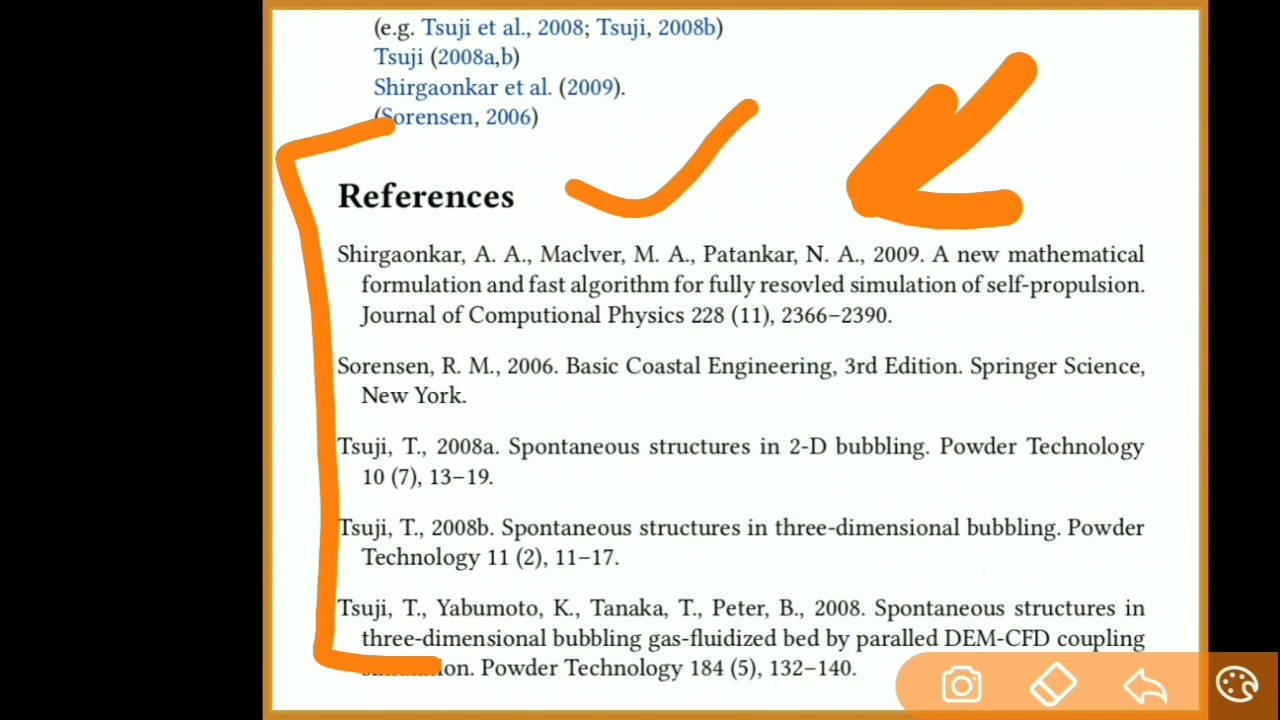 (e.g. Tsuji et al., 2008; Tsuji, 2008b)
Tsuji (2008a,b)
Shirgaonkar et al. (2009).
(Sorensen, 2006)
References
Shirgaonkar, A. A., Maclver, M. A., Patankar, N. A., 2009. A new mathematical
formulation and fast algorithm for fully resovled simulation of self-propulsion.
Journal of Computional Physics 228 (11), 2366–2390.
Sorensen, R. M., 2006. Basic Coastal Engineering, 3rd Edition. Springer Science,
New York.
Tsuji, T., 2008a. Spontaneous structures in 2-D bubbling. Powder Technology
10 (7), 13–19.
Tsuji, T., 2008b. Spontaneous structures in three-dimensional bubbling. Powder
Technology 11 (2), 11–17.
Tsuji, T., Yabumoto, K., Tanaka, T., Peter, B., 2008. Spontaneous structures in
three-dimensional bubbling gas-fluidized bed by paralled DEM-CFD coupling
Powder Technology 184 (5), 132–140.